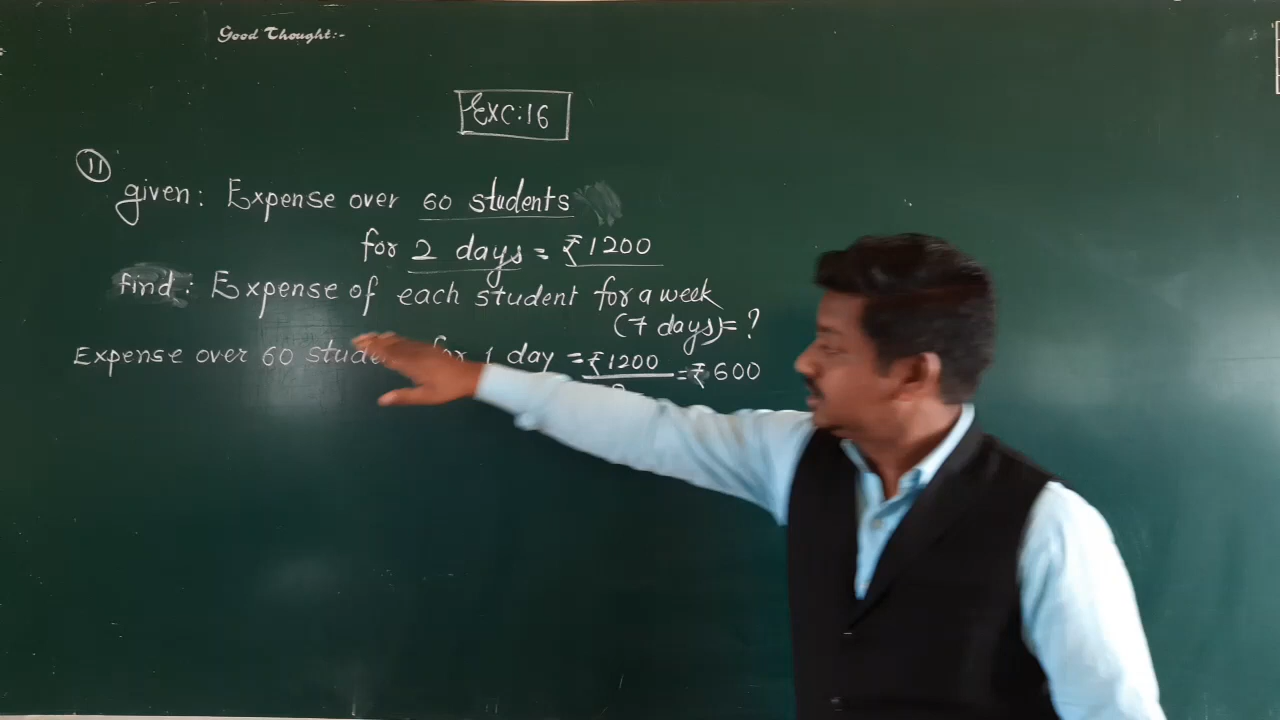 Good Thought:-
Exc:16
11
given: Expense over 60 students
for 2 days = ₹1200
find: Expense of each student for a week
(7 days) = ?
Expense over 60 for 1 day = ₹1200 = ₹600